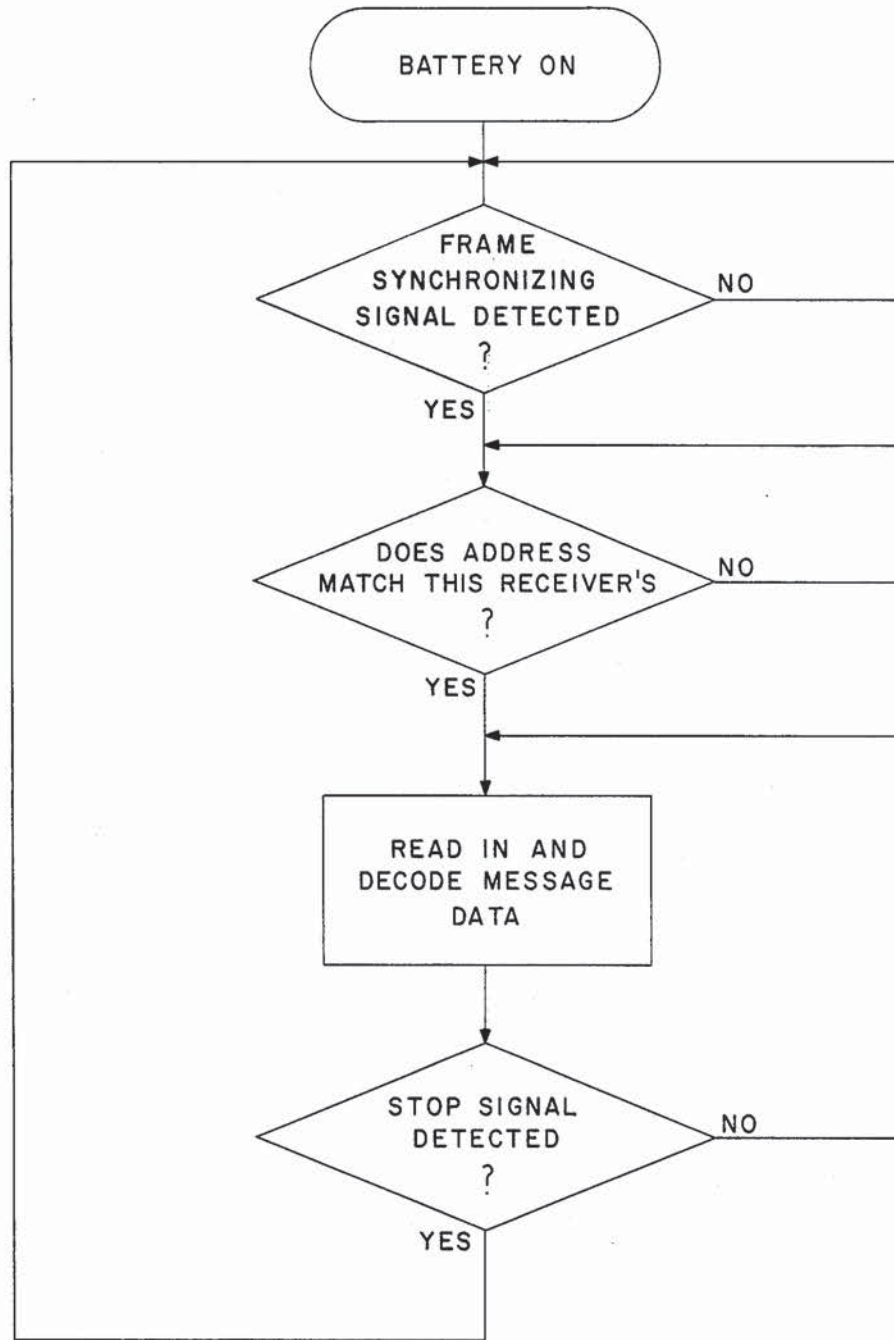 BATTERY ON
FRAME
SYNCHRONIZING
SIGNAL DETECTED
?
NO
YES
DOES ADDRESS
MATCH THIS RECEIVER'S
?
NO
YES
READ IN AND
DECODE MESSAGE
DATA
STOP SIGNAL
DETECTED
?
NO
YES